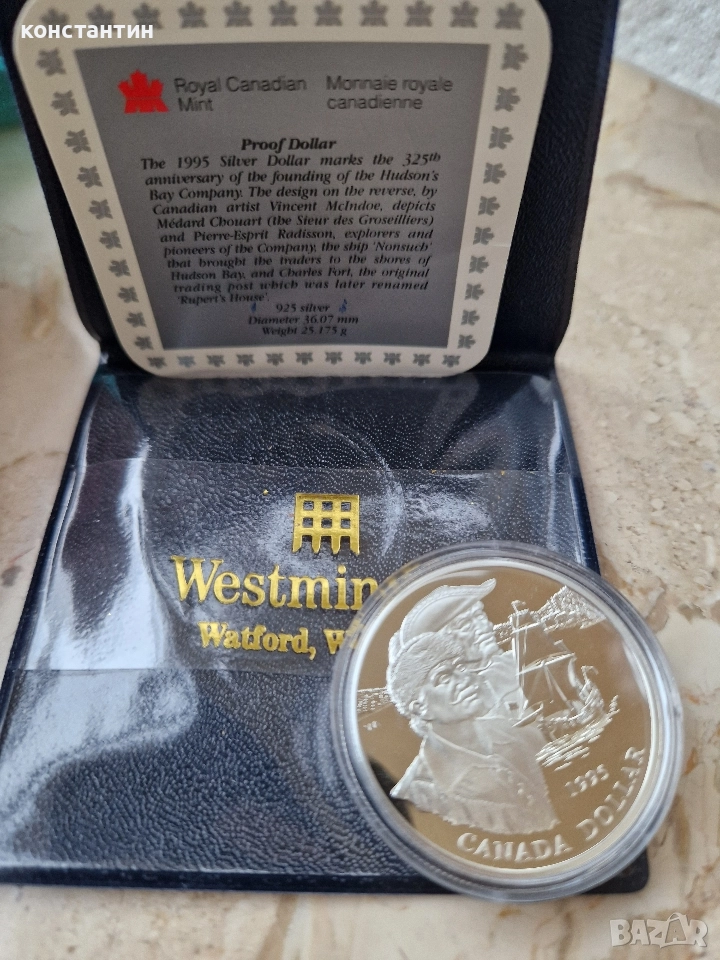 КОНСТАНТИН
Royal Canadian Mint
Monnaie royale canadienne
Proof Dollar
The 1995 Silver Dollar marks the 325th
anniversary of the founding of the Hudson's
Bay Company. The design on the reverse, by
Canadian artist Vincent McIndoe, depicts
Médard Chouart (the Sieur des Groseilliers)
and Pierre-Esprit Radisson, explorers and
pioneers of the Company, the ship 'Nonsuch'
that brought the traders to the shores of
Hudson Bay, and Charles Fort, the original
trading post which was later renamed
'Rupert's House'.
925 silver
Diameter 36.07 mm
Weight 25.175 g
Westmin
Watford, W
1995
CANADA DOLLAR
BAZAR